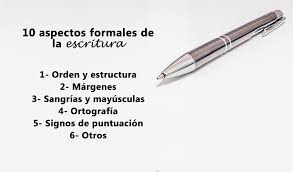 10 aspectos formales de
la escritura
1- Orden y estructura
2- Márgenes
3- Sangrías y mayúsculas
4- Ortografía
5- Signos de puntuación
6- Otros